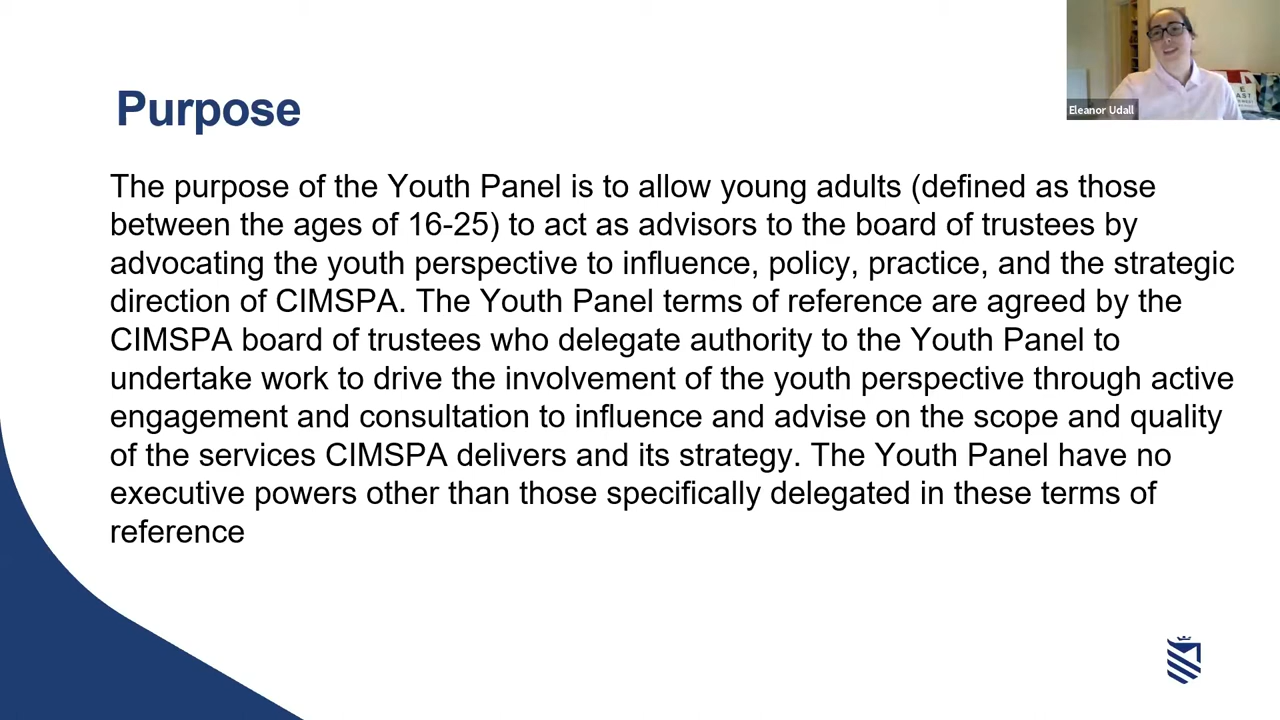 Purpose
Eleanor Udall
The purpose of the Youth Panel is to allow young adults (defined as those
between the ages of 16-25) to act as advisors to the board of trustees by
advocating the youth perspective to influence, policy, practice, and the strategic
direction of CIMSPA. The Youth Panel terms of reference are agreed by the
CIMSPA board of trustees who delegate authority to the Youth Panel to
undertake work to drive the involvement of the youth perspective through active
engagement and consultation to influence and advise on the scope and quality
of the services CIMSPA delivers and its strategy. The Youth Panel have no
executive powers other than those specifically delegated in these terms of
reference